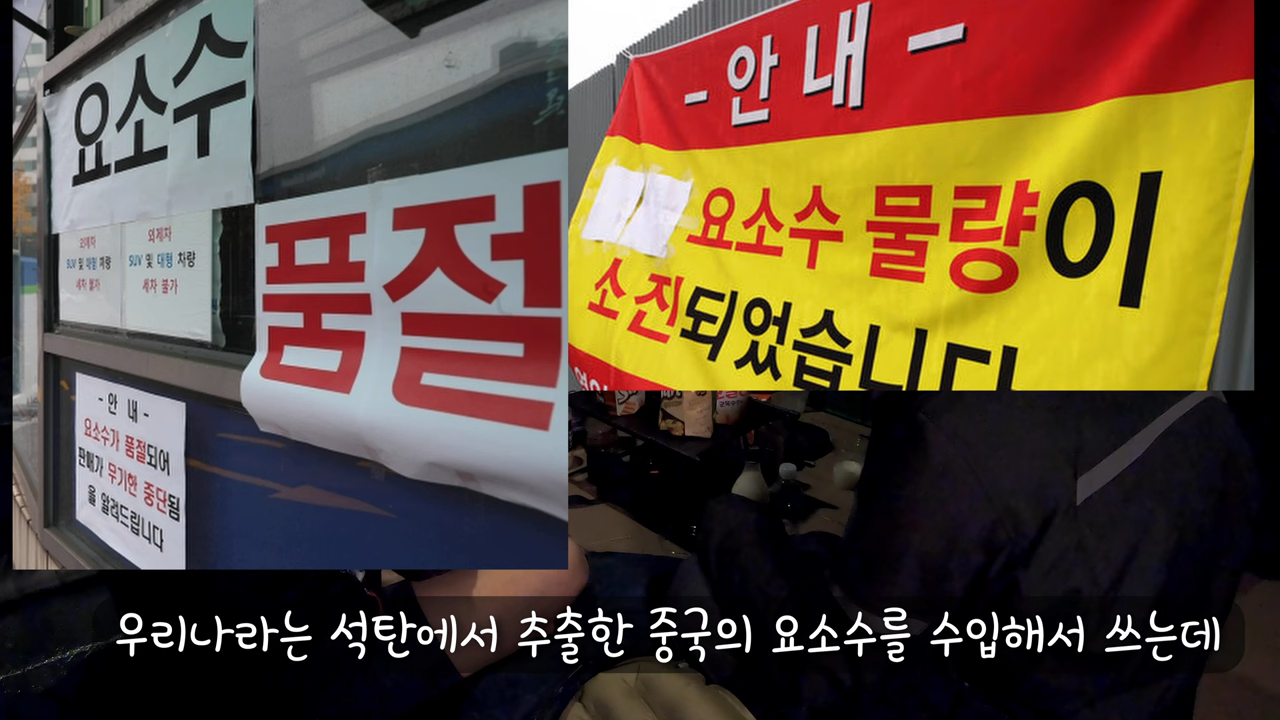 요소수
외제차
SUV 및 대형 차량
세차 불가
외제차
SUV 및 대형 차량
세차 불가
품절
- 안 내 -
요소수가 품절되어
판매가 무기한 중단됨
을 알려드립니다
- 안 내 -
요소수 물량이
소진되었습니다
우리나라는 석탄에서 추출한 중국의 요소수를 수입해서 쓰는데